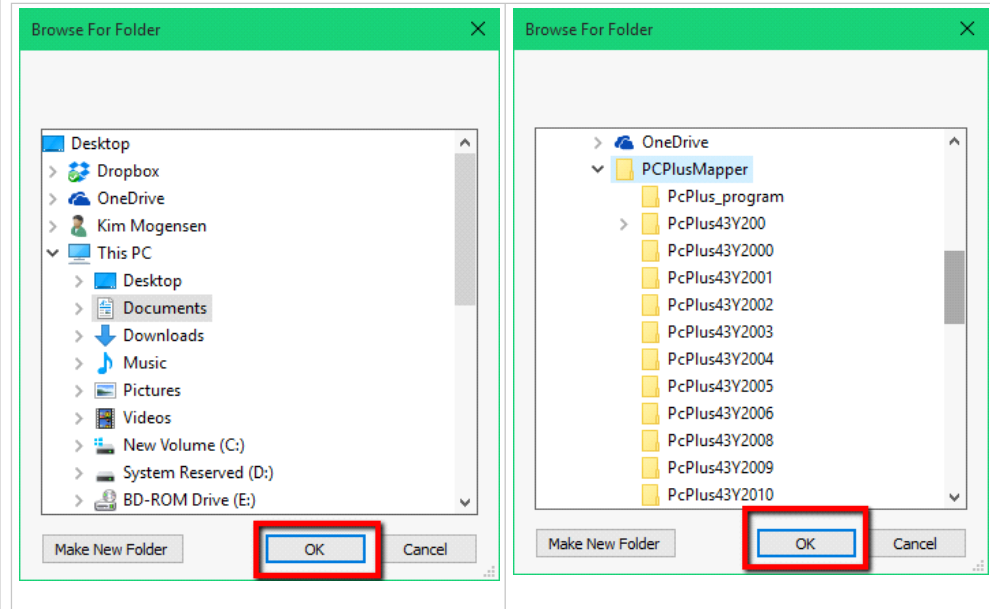 Browse For Folder
Desktop
Dropbox
OneDrive
Kim Mogensen
This PC
Desktop
Documents
Downloads
Music
Pictures
Videos
New Volume (C:)
System Reserved (D:)
BD-ROM Drive (E:)
Make New Folder
OK
Cancel
Browse For Folder
OneDrive
PCPlusMapper
PcPlus_program
PcPlus43Y200
PcPlus43Y2000
PcPlus43Y2001
PcPlus43Y2002
PcPlus43Y2003
PcPlus43Y2004
PcPlus43Y2005
PcPlus43Y2006
PcPlus43Y2008
PcPlus43Y2009
PcPlus43Y2010
Make New Folder
OK
Cancel